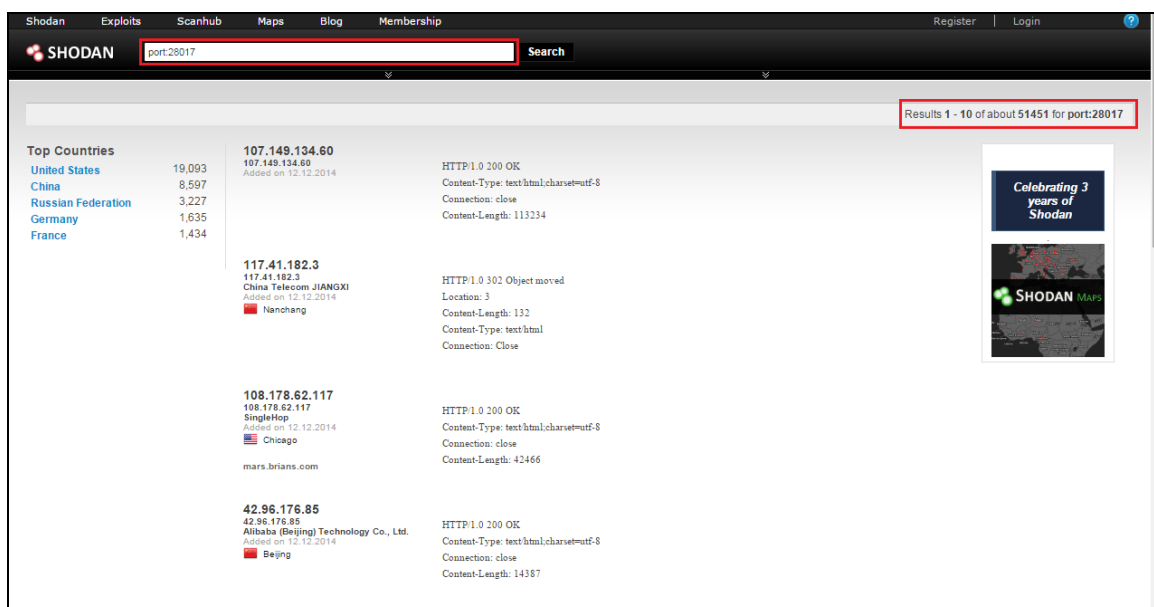 Shodan Exploits Scanhub Maps Blog Membership Register | Login ?
SHODAN port:28017 Search
Results 1 - 10 of about 51451 for port:28017
Top Countries
United States 19,093
China 8,597
Russian Federation 3,227
Germany 1,635
France 1,434
107.149.134.60
107.149.134.60
Added on 12.12.2014
HTTP/1.0 200 OK
Content-Type: text/html;charset=utf-8
Connection: close
Content-Length: 113234
117.41.182.3
117.41.182.3
China Telecom JIANGXI
Added on 12.12.2014
Nanchang
HTTP/1.0 302 Object moved
Location: 3
Content-Length: 132
Content-Type: text/html
Connection: Close
108.178.62.117
108.178.62.117
SingleHop
Added on 12.12.2014
Chicago
mars.brians.com
HTTP/1.0 200 OK
Content-Type: text/html;charset=utf-8
Connection: close
Content-Length: 42466
42.96.176.85
42.96.176.85
Alibaba (Beijing) Technology Co., Ltd.
Added on 12.12.2014
Beijing
HTTP/1.0 200 OK
Content-Type: text/html;charset=utf-8
Connection: close
Content-Length: 14387
Celebrating 3
years of
Shodan
SHODAN MAPS